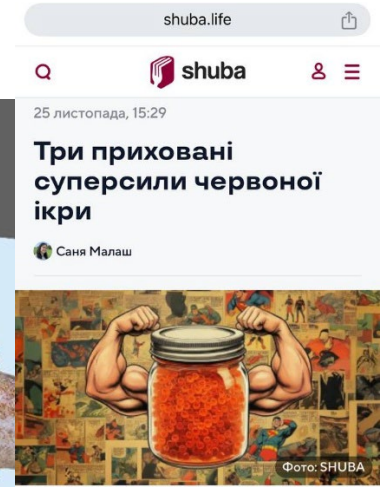 shuba.life
shuba
25 листопада, 15:29
Три приховані
суперсили червоної
ікри
Саня Малаш
Фото: SHUBA